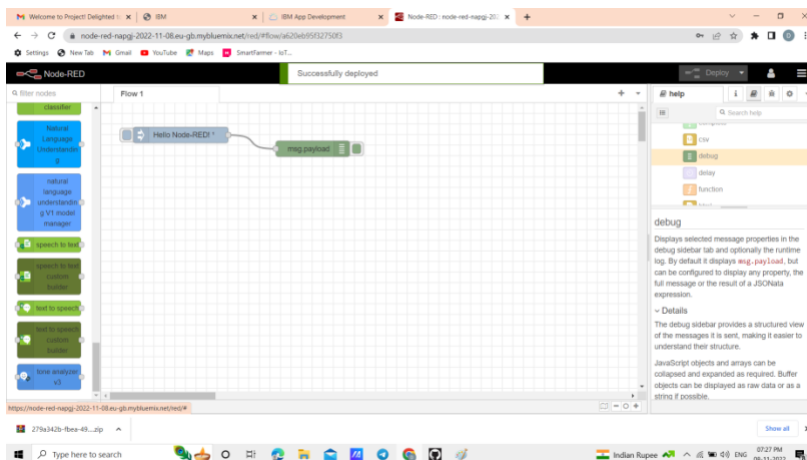 Welcome to Project! Delighted t
IBM
IBM App Development
Node-RED : node-red-napgj-202
node-red-napgj-2022-11-08.eu-gb.mybluemix.net/red/#flow/a620eb95f32750f3
Settings
New Tab
Gmail
YouTube
Maps
SmartFarmer - IoT...
Node-RED
Successfully deployed
Deploy
filter nodes
Flow 1
help
Search help
classifier
Natural
Language
Understandin
g
natural
language
understandin
g V1 model
manager
speech to text
speech to text
custom
builder
text to speech
text to speech
custom
builder
tone analyzer
v3
Hello Node-RED! *
msg.payload
csv
debug
delay
function
debug
Displays selected message properties in the
debug sidebar tab and optionally the runtime
log. By default it displays msg.payload, but
can be configured to display any property, the
full message or the result of a JSONata
expression.
Details
The debug sidebar provides a structured view
of the messages it is sent, making it easier to
understand their structure.
JavaScript objects and arrays can be
collapsed and expanded as required. Buffer
objects can be displayed as raw data or as a
string if possible.
https://node-red-napgj-2022-11-08.eu-gb.mybluemix.net/red/#
279a342b-fbea-49....zip
Show all
Type here to search
Indian Rupee
ENG
07:27 PM
08-11-2022